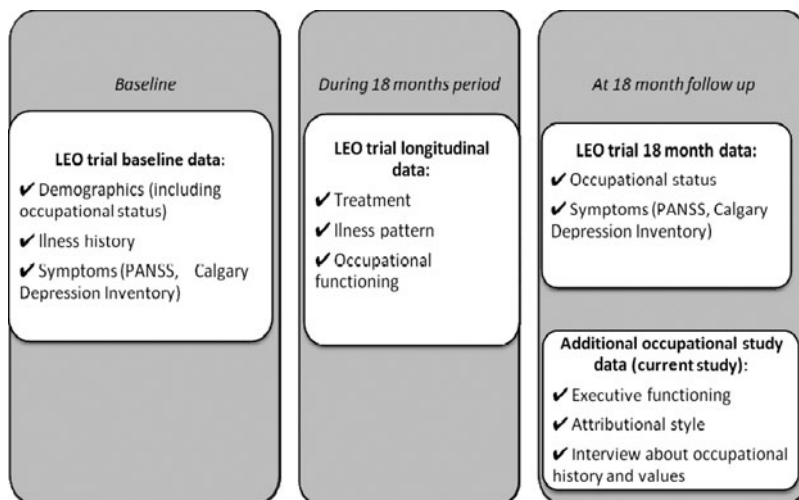 Baseline
LEO trial baseline data:
✔ Demographics (including
occupational status)
✔ Illness history
✔ Symptoms (PANSS, Calgary
Depression Inventory)
During 18 months period
LEO trial longitudinal
data:
✔ Treatment
✔ Illness pattern
✔ Occupational
functioning
At 18 month follow up
LEO trial 18 month data:
✔ Occupational status
✔ Symptoms (PANSS, Calgary
Depression Inventory)
Additional occupational study
data (current study):
✔ Executive functioning
✔ Attributional style
✔ Interview about occupational
history and values